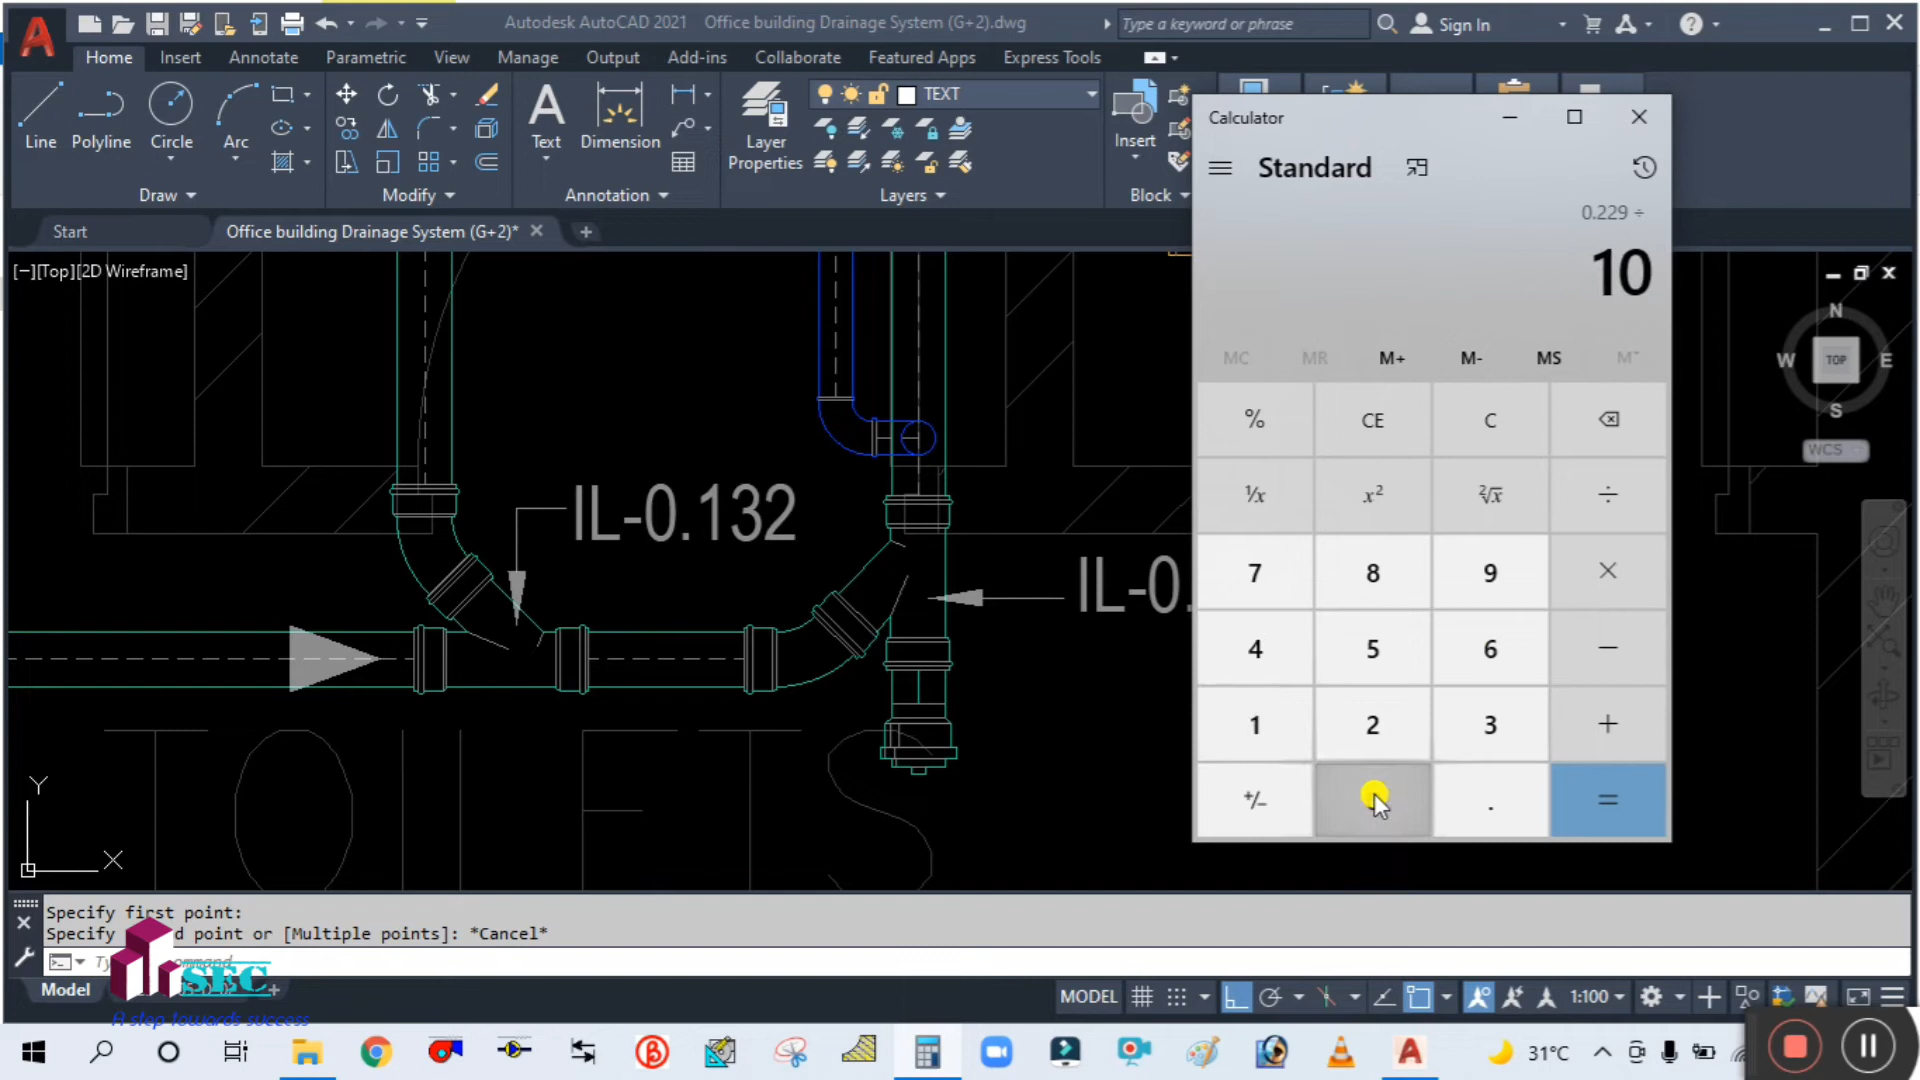 Autodesk AutoCAD 2021 Office building Drainage System (G+2).dwg
Type a keyword or phrase
Sign In
Home Insert Annotate Parametric View Manage Output Add-ins Collaborate Featured Apps Express Tools
Line Polyline Circle Arc
Text Dimension
Layer Properties
TEXT
Insert
Draw Modify Annotation Layers Block
Start
Office building Drainage System (G+2)*
[−][Top][2D Wireframe]
Calculator
Standard
0.229 ÷
10
MC MR M+ M- MS
% CE C
¹/x x² ²√x ÷
7 8 9 ×
4 5 6 −
1 2 3 +
+/− . =
N
W TOP E
S
WCS
IL-0.132
IL-0.
TOILETS
Y
X
Specify first point:
Specify point or [Multiple points]: *Cancel*
command
SEC
A step towards success
Model
MODEL 1:100
31°C